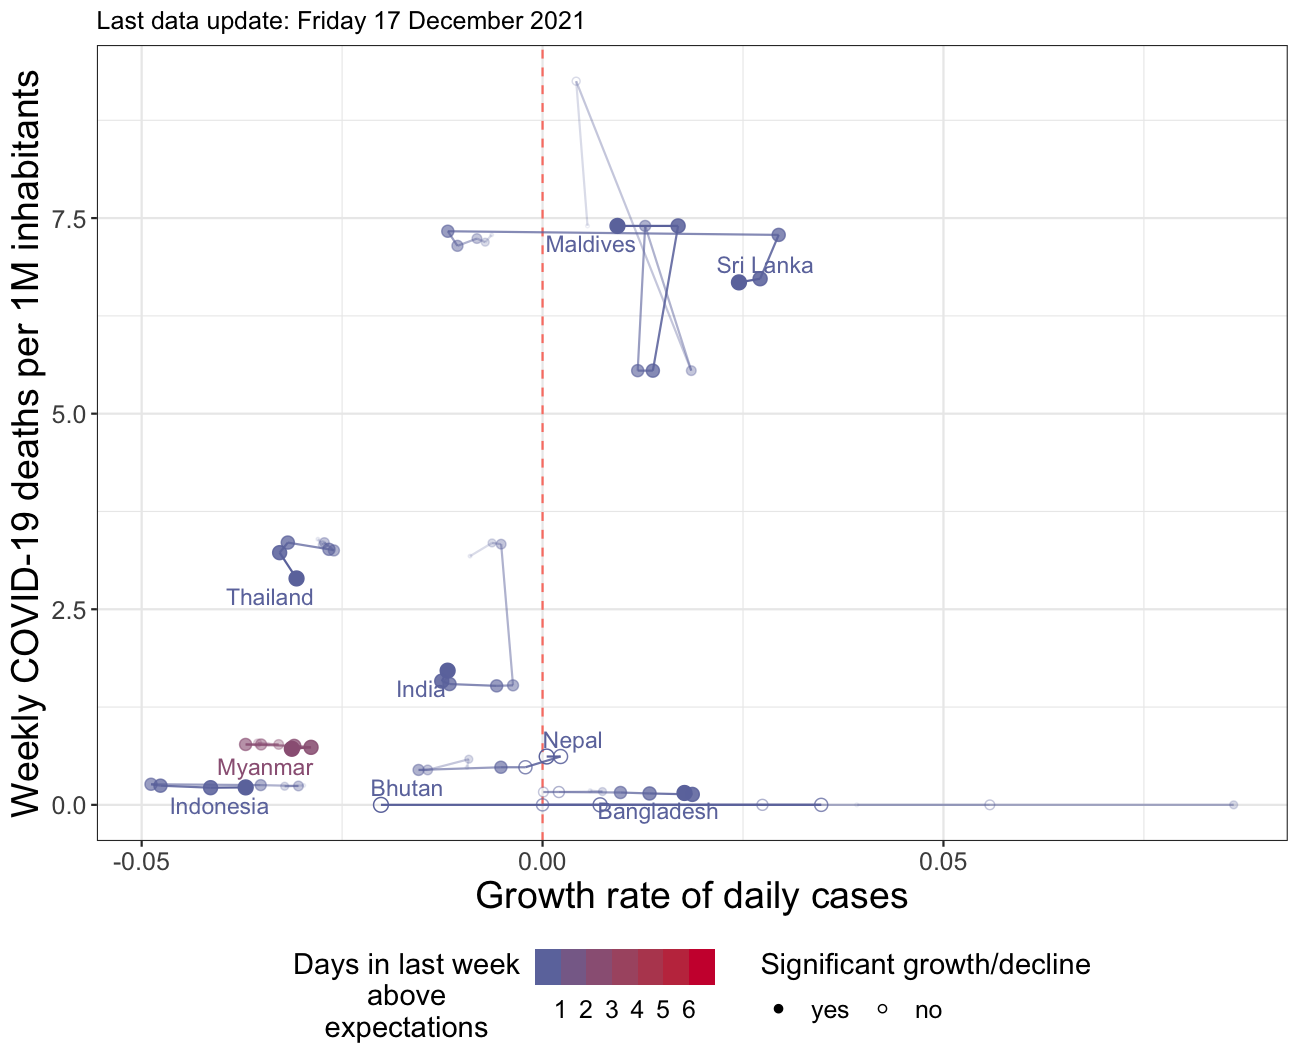 Last data update: Friday 17 December 2021
Weekly COVID-19 deaths per 1M inhabitants
7.5
5.0
2.5
0.0
Maldives
Sri Lanka
Thailand
India
Nepal
Myanmar
Bhutan
Indonesia
Bangladesh
-0.05
0.00
0.05
Growth rate of daily cases
Days in last week
above
expectations
1 2 3 4 5 6
Significant growth/decline
yes
no